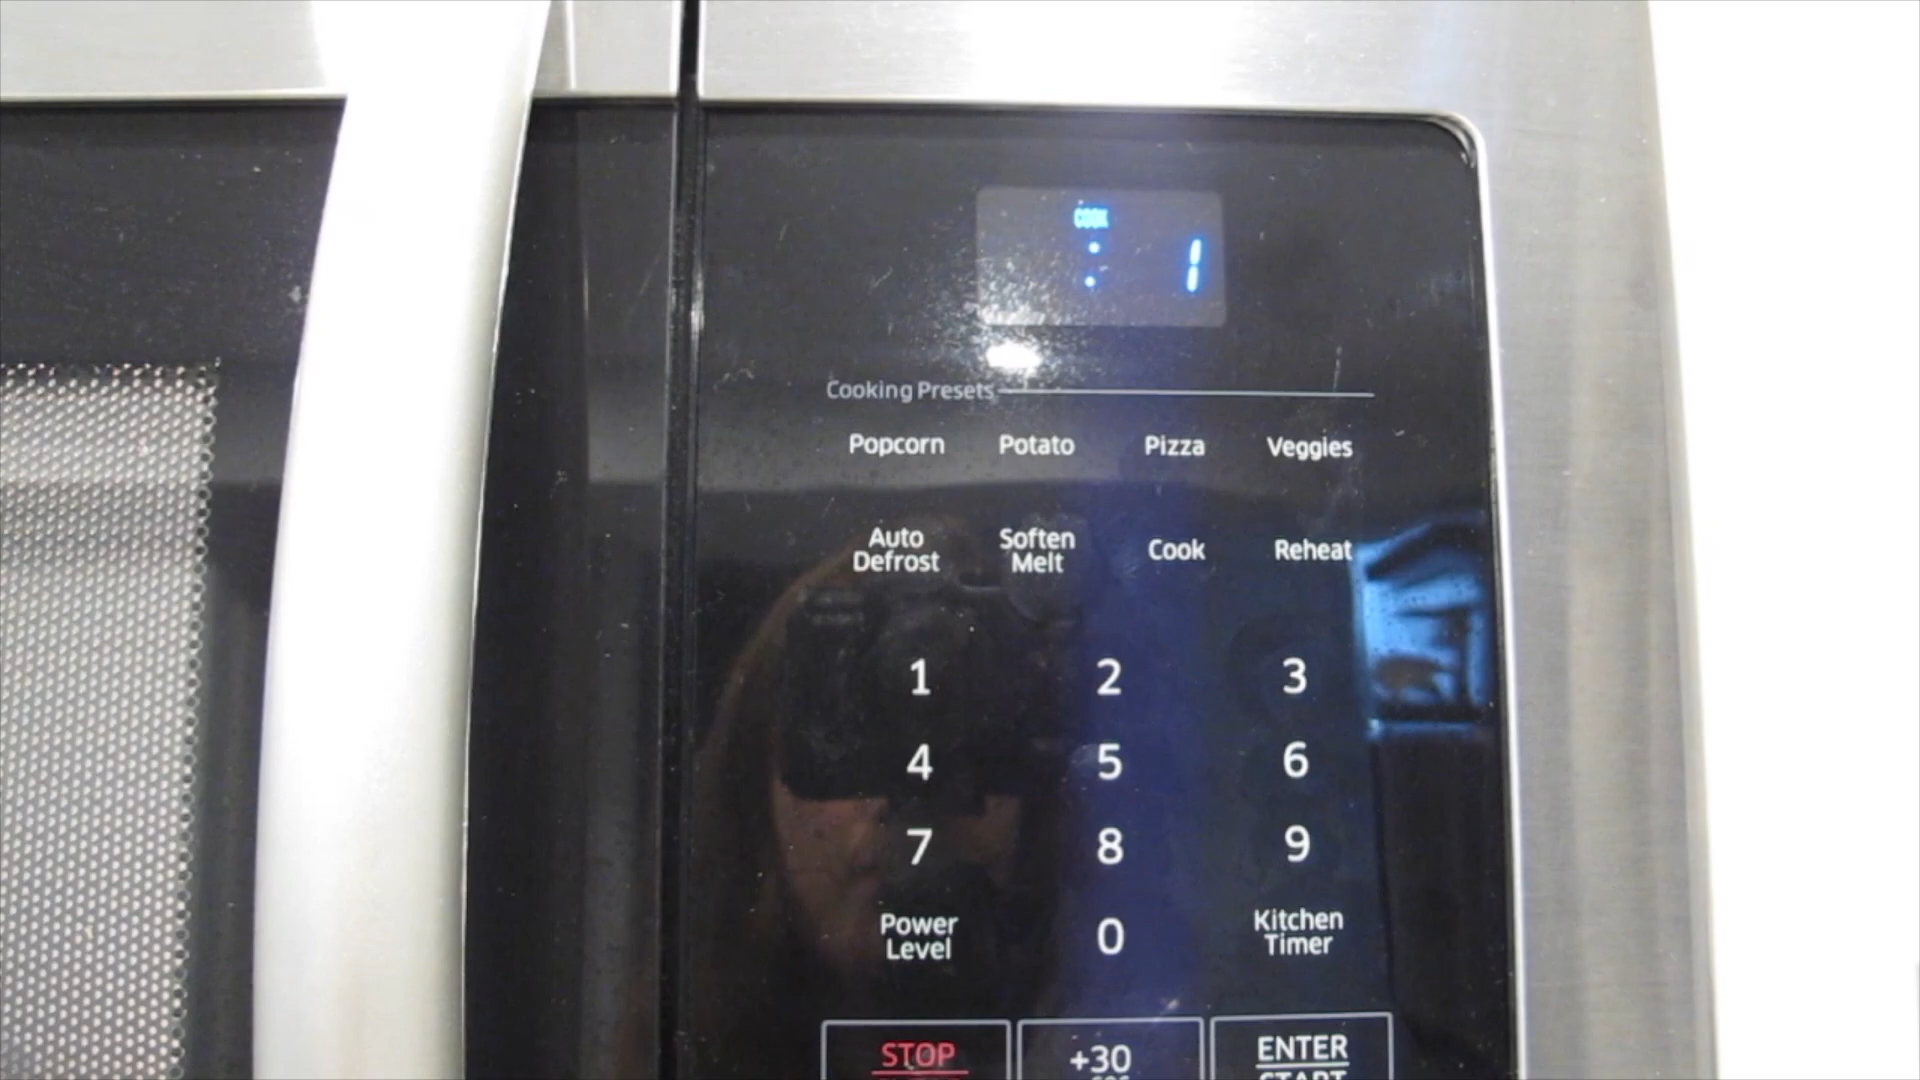 COOK
: 1
Cooking Presets
Popcorn Potato Pizza Veggies
Auto Defrost Soften Melt Cook Reheat
1 2 3
4 5 6
7 8 9
Power Level 0 Kitchen Timer
STOP +30 ENTER
START